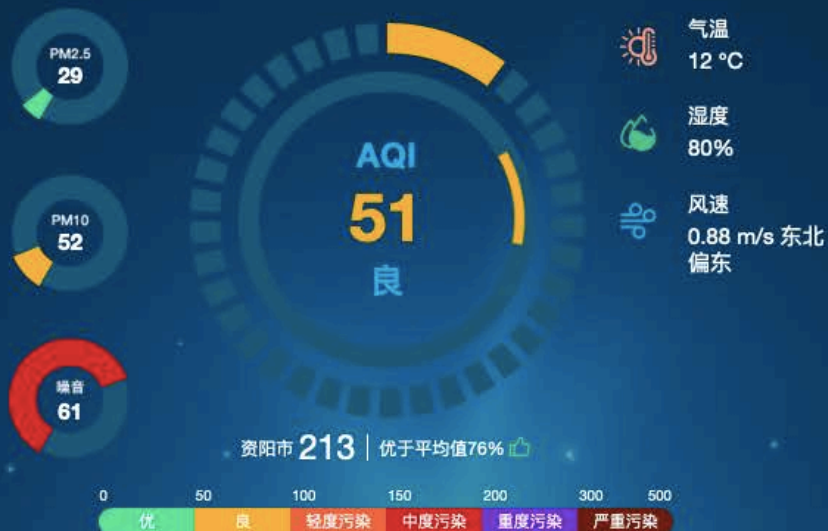 PM2.5
29
PM10
52
噪音
61
AQI
51
良
气温
12 °C
湿度
80%
风速
0.88 m/s 东北
偏东
资阳市 213 | 优于平均值76%
0 50 100 150 200 300 500
优 良 轻度污染 中度污染 重度污染 严重污染